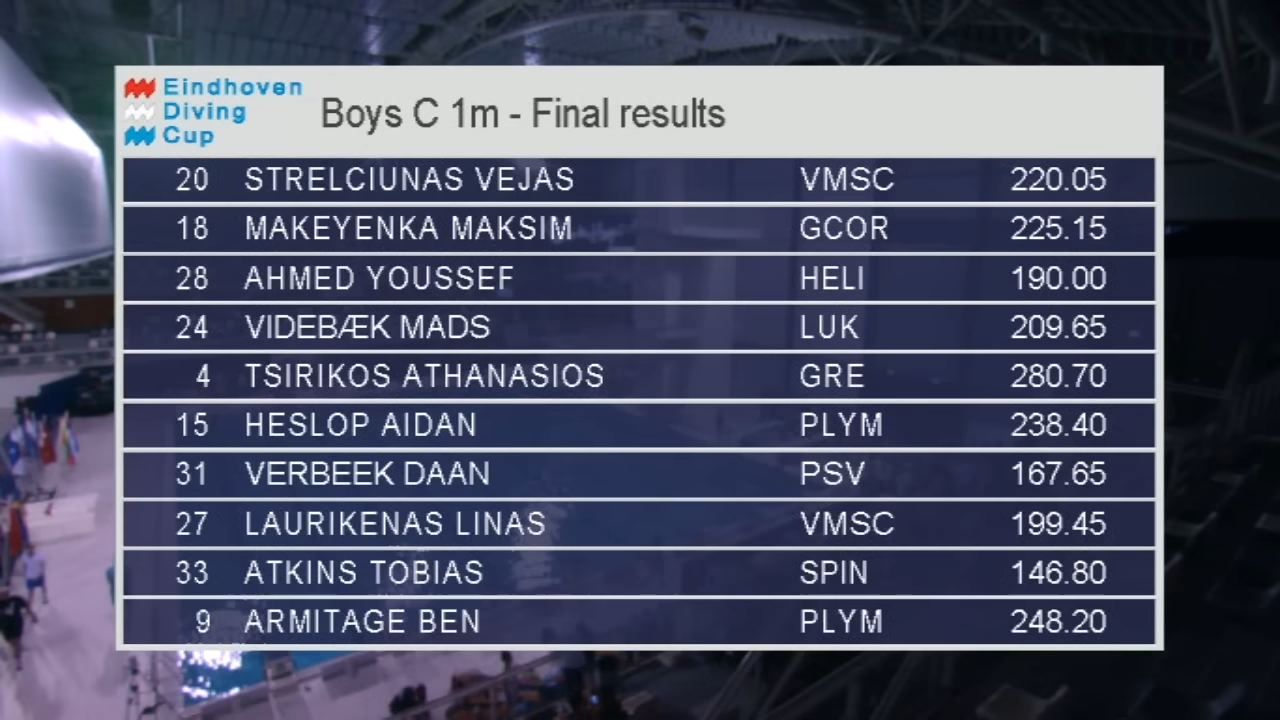 Eindhoven
Diving
Cup
Boys C 1m - Final results
20 STRELCIUNAS VEJAS VMSC 220.05
18 MAKEYENKA MAKSIM GCOR 225.15
28 AHMED YOUSSEF HELI 190.00
24 VIDEBÆK MADS LUK 209.65
4 TSIRIKOS ATHANASIOS GRE 280.70
15 HESLOP AIDAN PLYM 238.40
31 VERBEEK DAAN PSV 167.65
27 LAURIKENAS LINAS VMSC 199.45
33 ATKINS TOBIAS SPIN 146.80
9 ARMITAGE BEN PLYM 248.20